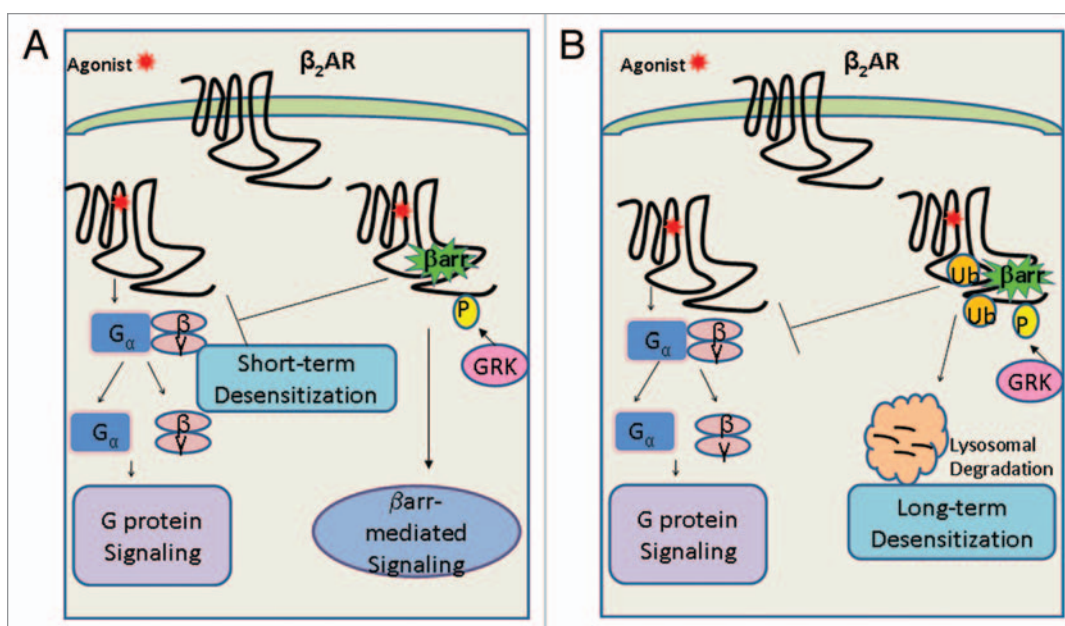 A
Agonist
β₂AR
βarr
P
GRK
Gα
β
γ
Short-term
Desensitization
Gα
β
γ
G protein
Signaling
βarr-
mediated
Signaling
B
Agonist
β₂AR
Ub
βarr
Ub
P
GRK
Gα
β
γ
Gα
β
γ
Lysosomal
Degradation
G protein
Signaling
Long-term
Desensitization